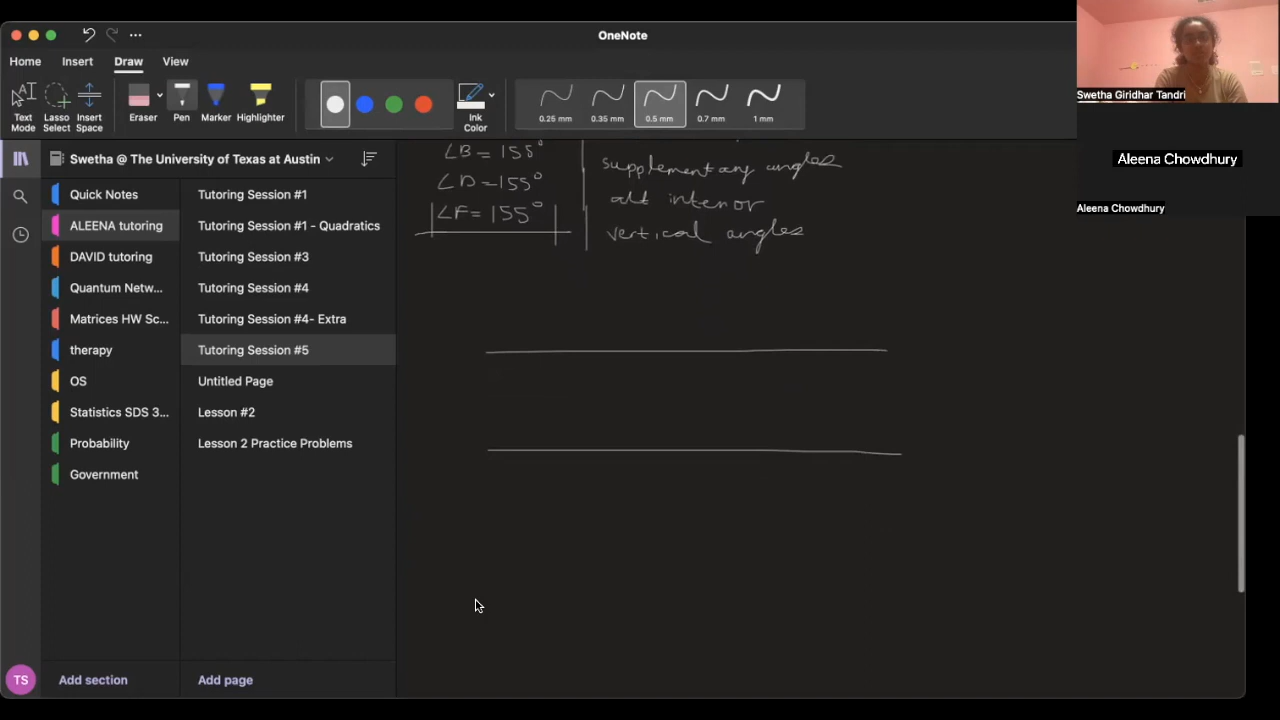 OneNote
Home Insert Draw View
Text Mode
Lasso Select
Insert Space
Eraser
Pen
Marker
Highlighter
Ink Color
0.25 mm
0.35 mm
0.5 mm
0.7 mm
1 mm
Swetha Giridhar Tandri
Aleena Chowdhury
Aleena Chowdhury
Swetha @ The University of Texas at Austin
Quick Notes
ALEENA tutoring
DAVID tutoring
Quantum Netw...
Matrices HW Sc...
therapy
OS
Statistics SDS 3...
Probability
Government
Tutoring Session #1
Tutoring Session #1 - Quadratics
Tutoring Session #3
Tutoring Session #4
Tutoring Session #4- Extra
Tutoring Session #5
Untitled Page
Lesson #2
Lesson 2 Practice Problems
∠B = 155°
supplementary angles
∠D = 155°
alt interior
∠F = 155°
vertical angles
TS
Add section
Add page